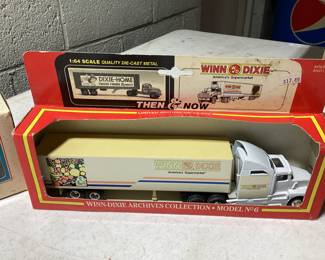 1:64 SCALE QUALITY DIE-CAST METAL
DIXIE-HOME
WINN DIXIE
America's Supermarket
THEN & NOW
WINN DIXIE
America's Supermarket
WINN-DIXIE ARCHIVES COLLECTION • MODEL Nº 6